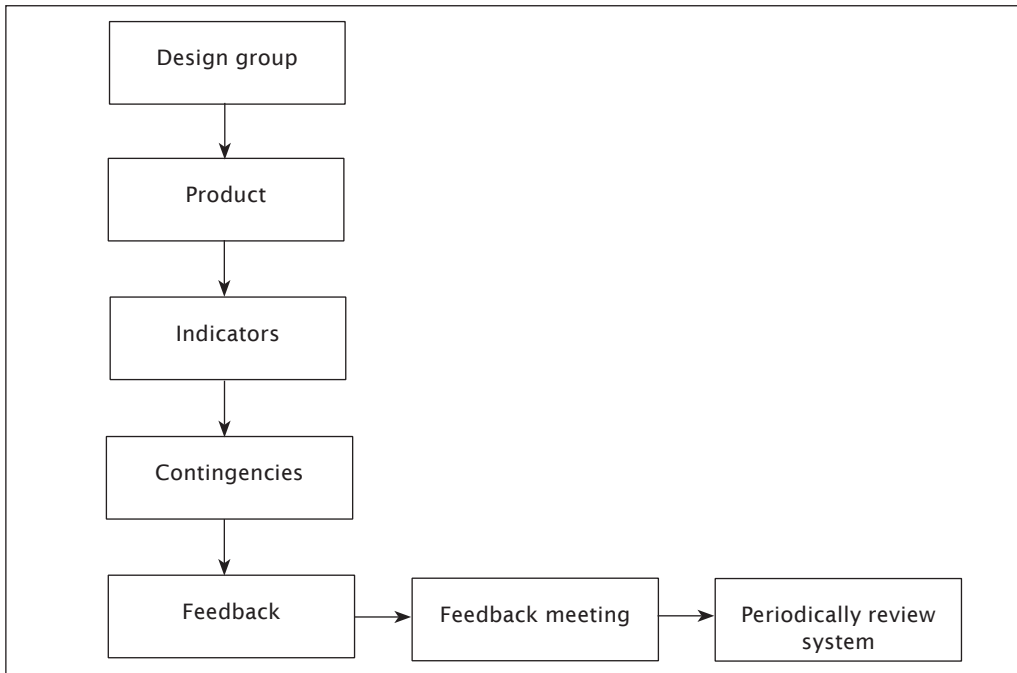 Design group
Product
Indicators
Contingencies
Feedback
Feedback meeting
Periodically review
system